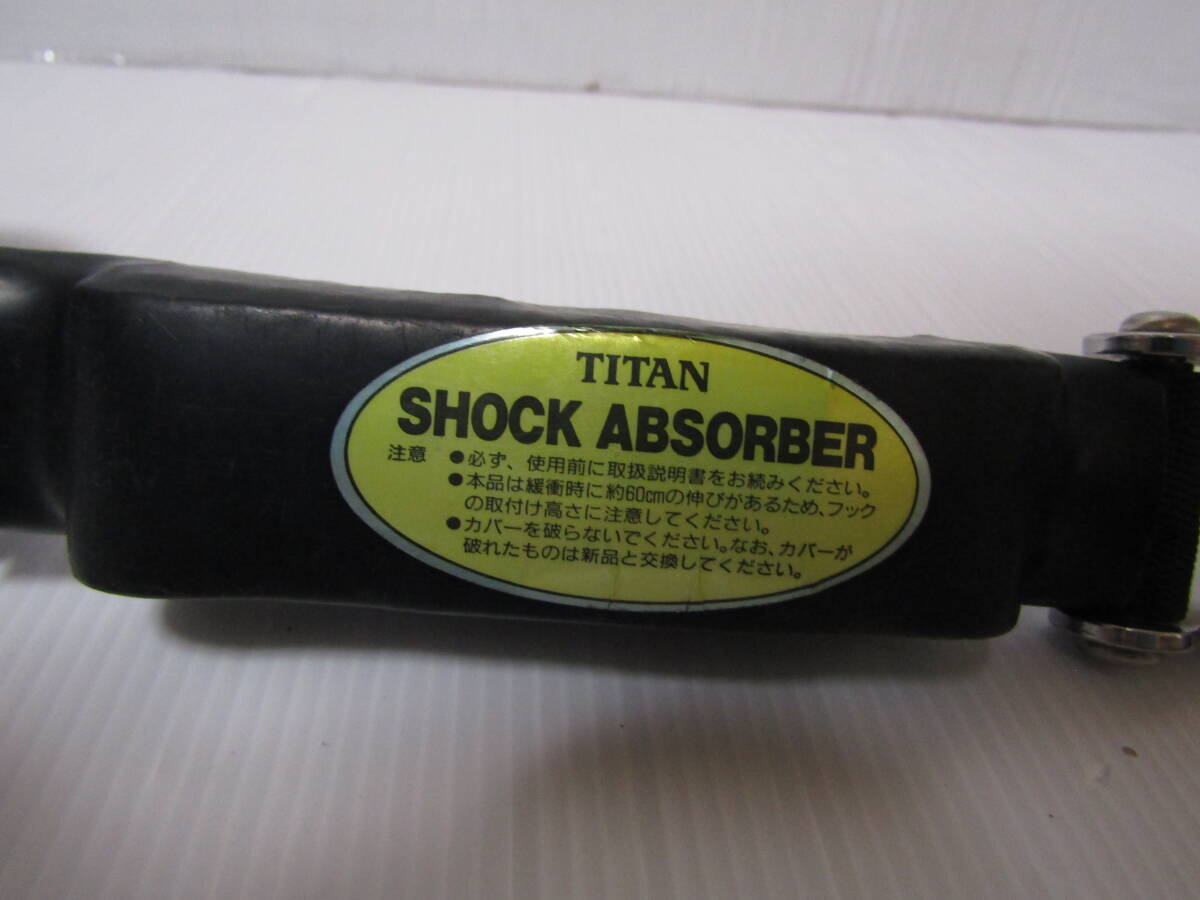 TITAN
SHOCK ABSORBER
注意 ●必ず、使用前に取扱説明書をお読みください。
●本品は緩衝時に約60cmの伸びがあるため、フック
の取付け高さに注意してください。
●カバーを破らないでください。なお、カバーが
破れたものは新品と交換してください。